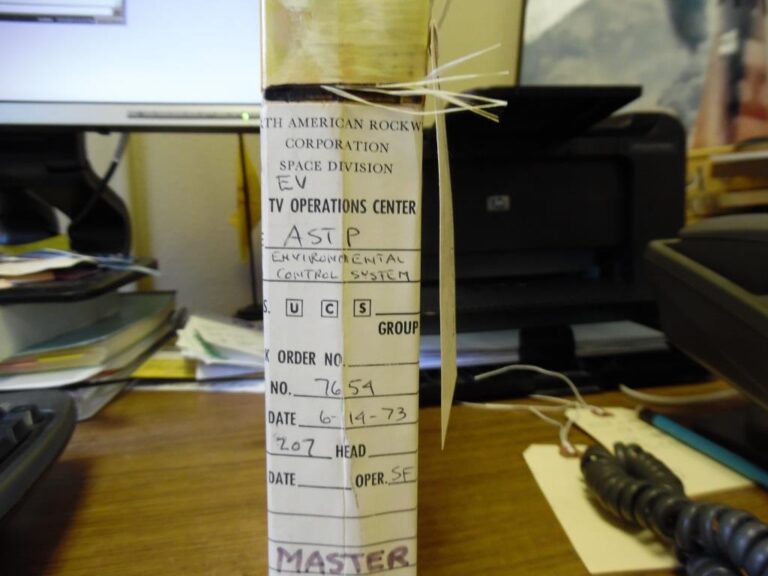 TH AMERICAN ROCKW
CORPORATION
SPACE DIVISION
EV
TV OPERATIONS CENTER
ASTP
ENVIRONMENTAL
CONTROL SYSTEM
S. U C S
GROUP
K ORDER NO.
NO. 7654
DATE 6-14-73
207 HEAD
DATE OPER. SF
MASTER
hp